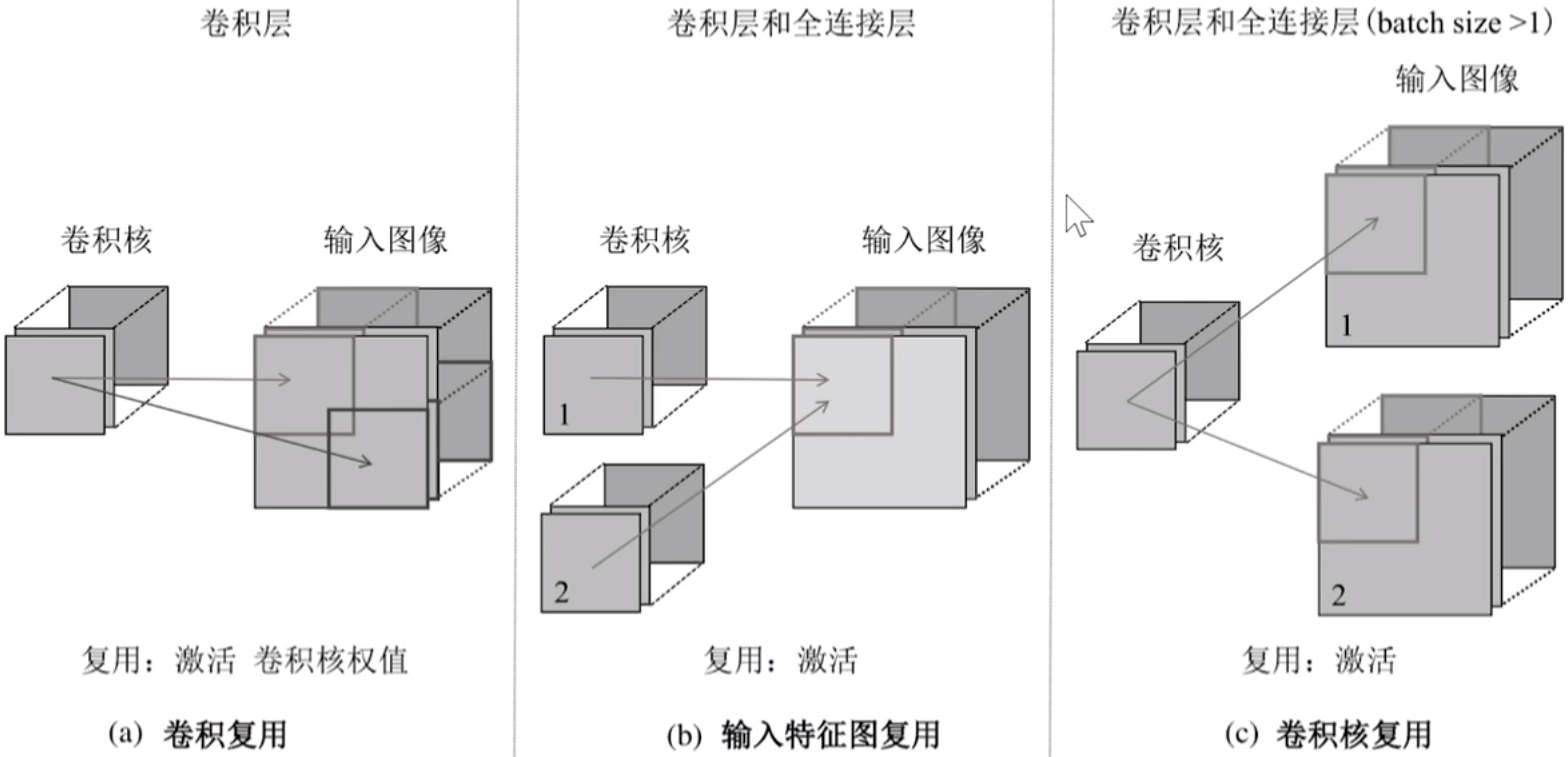 卷积层
卷积核
输入图像
复用：激活 卷积核权值
(a) 卷积复用
卷积层和全连接层
卷积核
输入图像
1
2
复用：激活
(b) 输入特征图复用
卷积层和全连接层(batch size >1)
输入图像
卷积核
1
2
复用：激活
(c) 卷积核复用